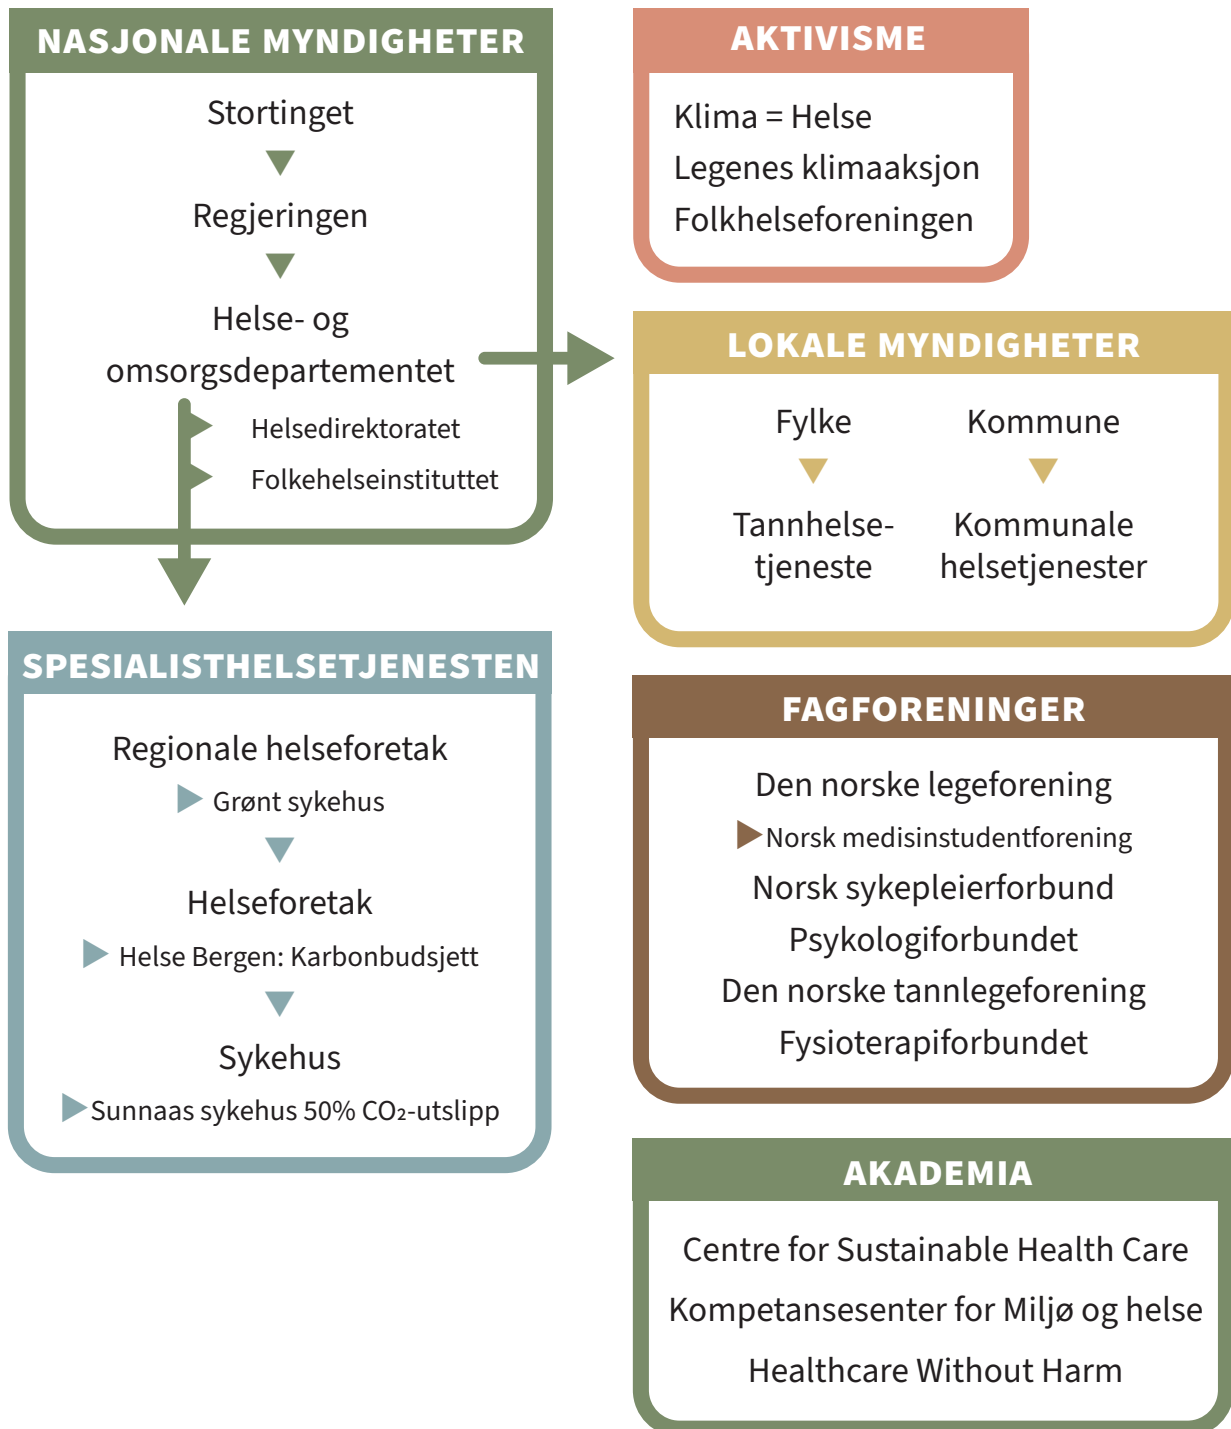 NASJONALE MYNDIGHETER
Stortinget
Regjeringen
Helse- og
omsorgsdepartementet
Helsedirektoratet
Folkehelseinstituttet
SPESIALISTHELSETJENESTEN
Regionale helseforetak
Grønt sykehus
Helseforetak
Helse Bergen: Karbonbudsjett
Sykehus
Sunnaas sykehus 50% CO₂-utslipp
AKTIVISME
Klima = Helse
Legenes klimaaksjon
Folkhelseforeningen
LOKALE MYNDIGHETER
Fylke
Tannhelse-
tjeneste
Kommune
Kommunale
helsetjenester
FAGFORENINGER
Den norske legeforening
Norsk medisinstudentforening
Norsk sykepleierforbund
Psykologiforbundet
Den norske tannlegeforening
Fysioterapiforbundet
AKADEMIA
Centre for Sustainable Health Care
Kompetansesenter for Miljø og helse
Healthcare Without Harm